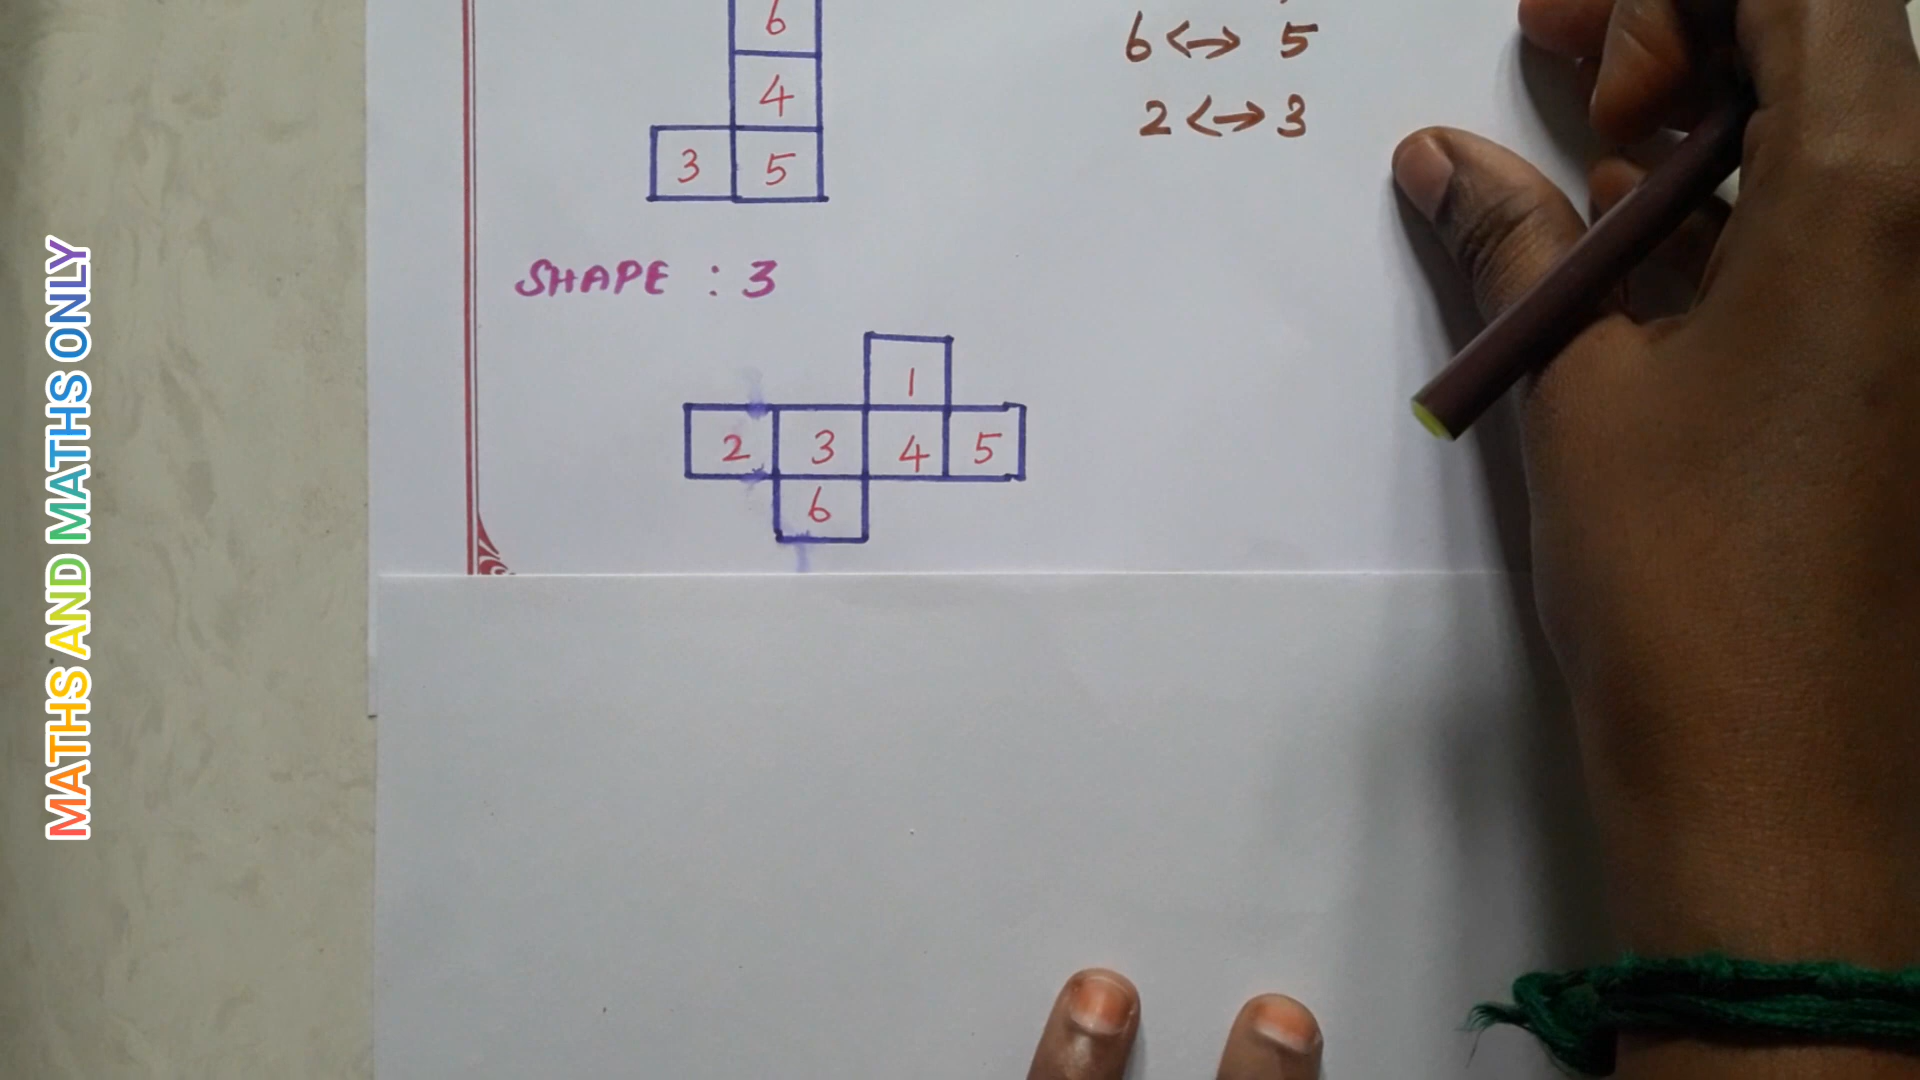 6
4
3 5
6 <-> 5
2 <-> 3
SHAPE : 3
1
2 3 4 5
6
MATHS AND MATHS ONLY